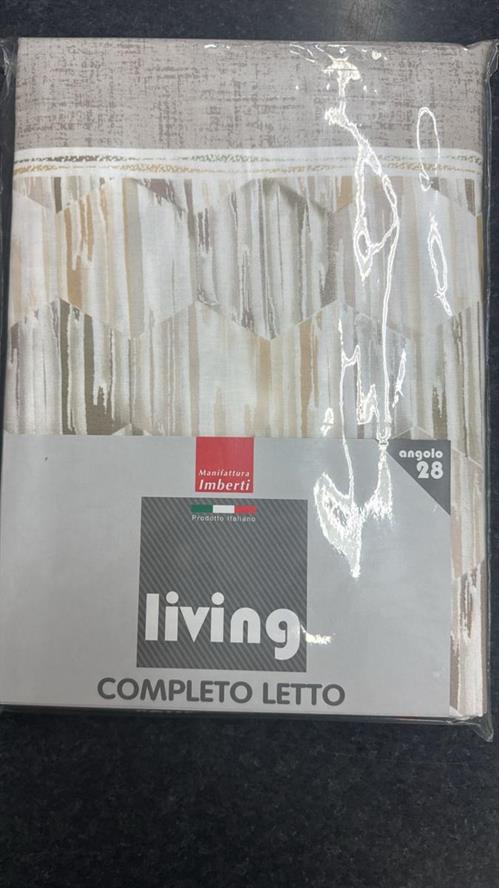 angolo
28
Manifattura
Imberti
Prodotto Italiano
living
COMPLETO LETTO